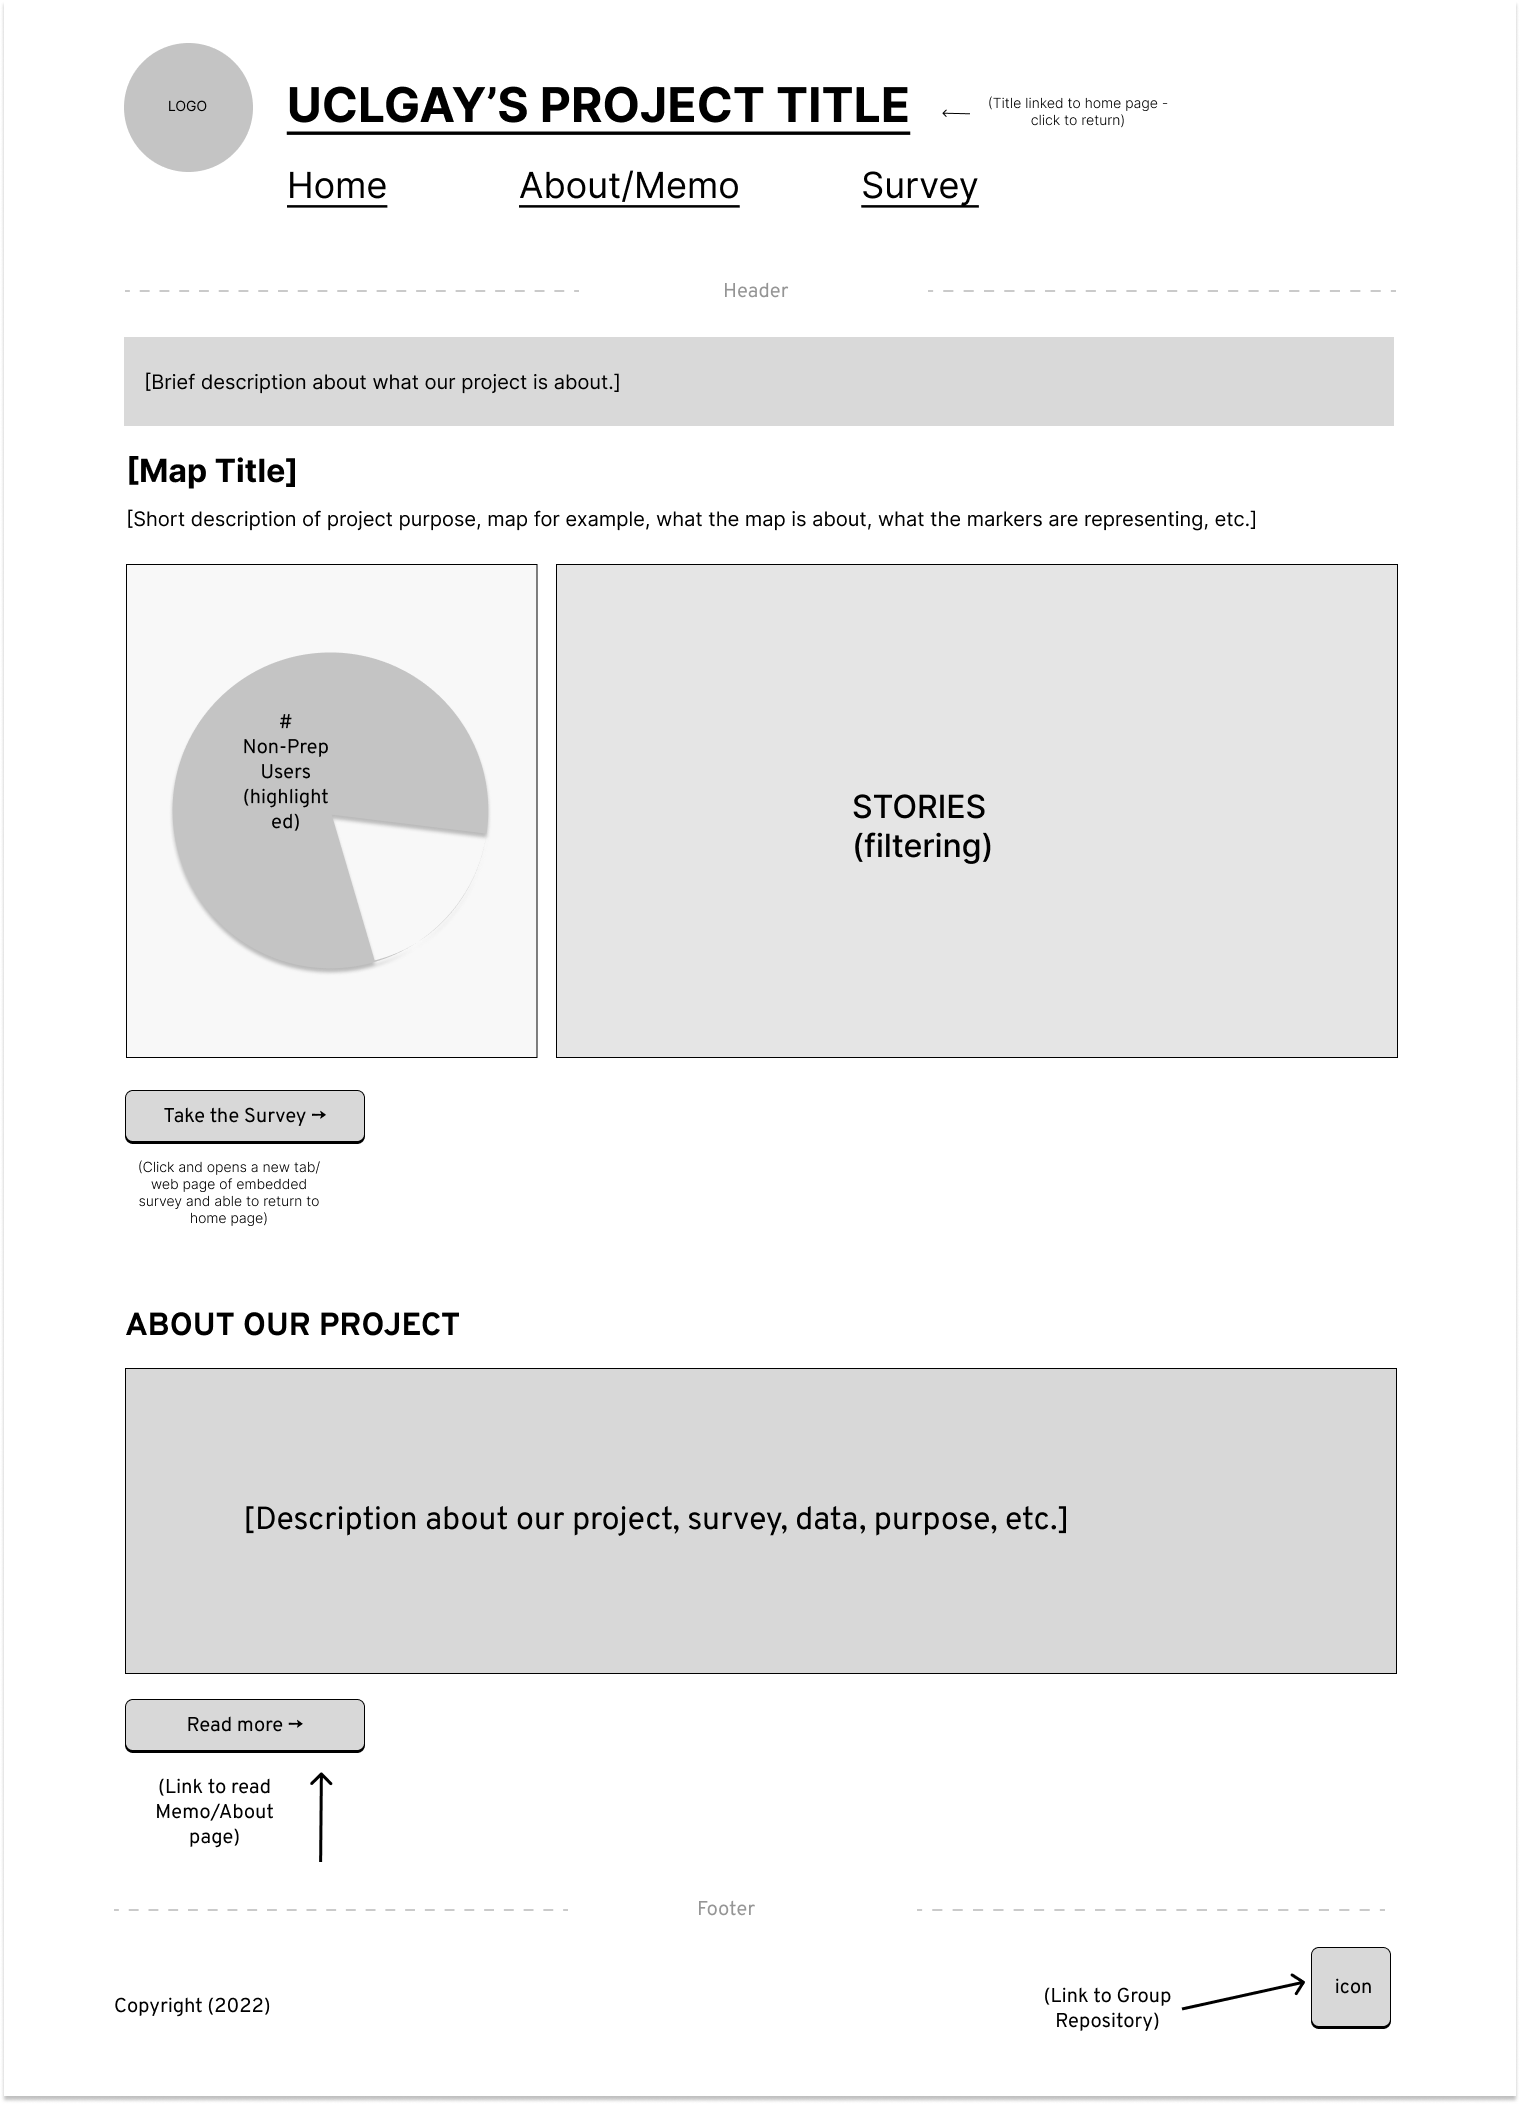 LOGO
UCLGAY’S PROJECT TITLE
(Title linked to home page -
click to return)
Home
About/Memo
Survey
Header
[Brief description about what our project is about.]
[Map Title]
[Short description of project purpose, map for example, what the map is about, what the markers are representing, etc.]
#
Non-Prep
Users
(highlight
ed)
STORIES
(filtering)
Take the Survey →
(Click and opens a new tab/
web page of embedded
survey and able to return to
home page)
ABOUT OUR PROJECT
[Description about our project, survey, data, purpose, etc.]
Read more →
(Link to read
Memo/About
page)
Footer
Copyright (2022)
(Link to Group
Repository)
icon